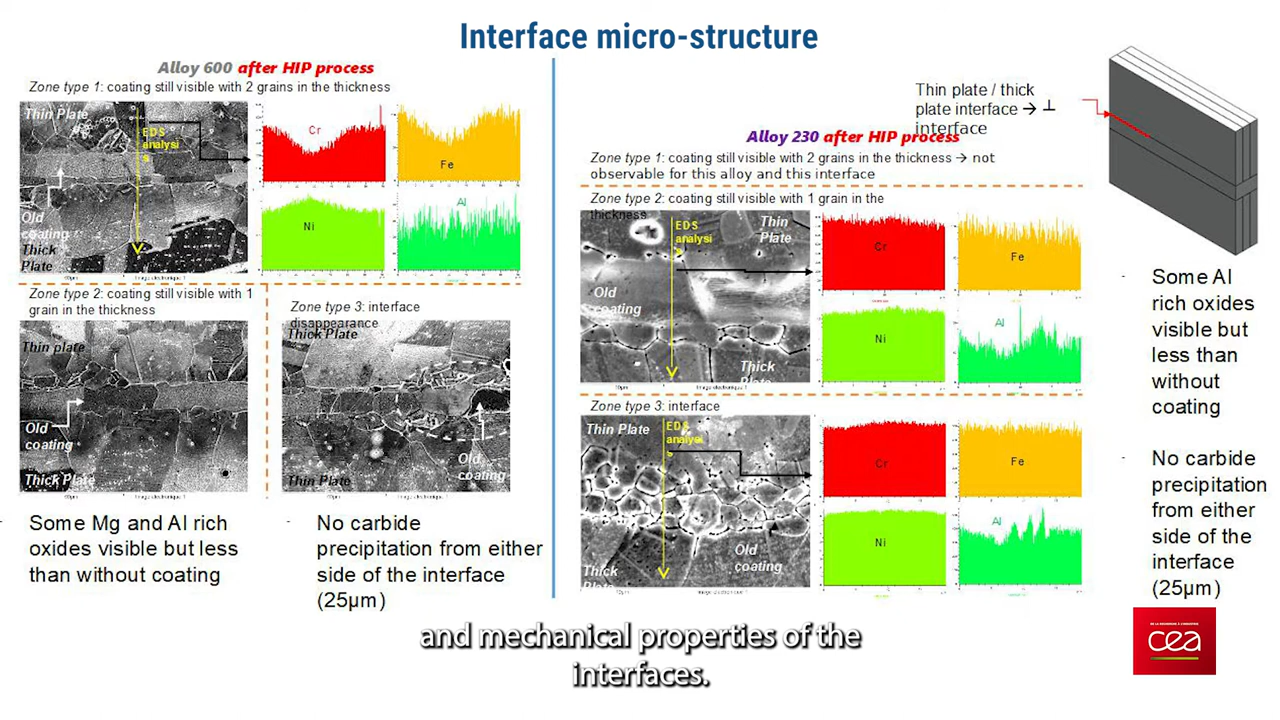 Interface micro-structure
Alloy 600 after HIP process
Zone type 1: coating still visible with 2 grains in the thickness
Thin Plate
EDS
analysi
s
Old
coating
Thick
Plate
Cr
Fe
Ni
Al
Zone type 2: coating still visible with 1
grain in the thickness
Thin plate
Old
coating
Thick Plate
Zone type 3: interface
disappearance
Thick Plate
Old
coating
Thin Plate
- Some Mg and Al rich
oxides visible but less
than without coating
- No carbide
precipitation from either
side of the interface
(25µm)
Thin plate / thick
plate interface → ⊥
interface
Alloy 230 after HIP process
Zone type 1: coating still visible with 2 grains in the thickness → not
observable for this alloy and this interface
Zone type 2: coating still visible with 1 grain in the
thickness
EDS
analysi
s
Thin
Plate
Old
coating
Thick
Plate
Cr
Fe
Ni
Al
Zone type 3: interface
Thin Plate
EDS
analysi
s
Old
coating
Thick
Cr
Fe
Ni
Al
- Some Al
rich oxides
visible but
less than
without
coating
- No carbide
precipitation
from either
side of the
interface
(25µm)
DE LA RECHERCHE À L'INDUSTRIE
cea
and mechanical properties of the
interfaces.